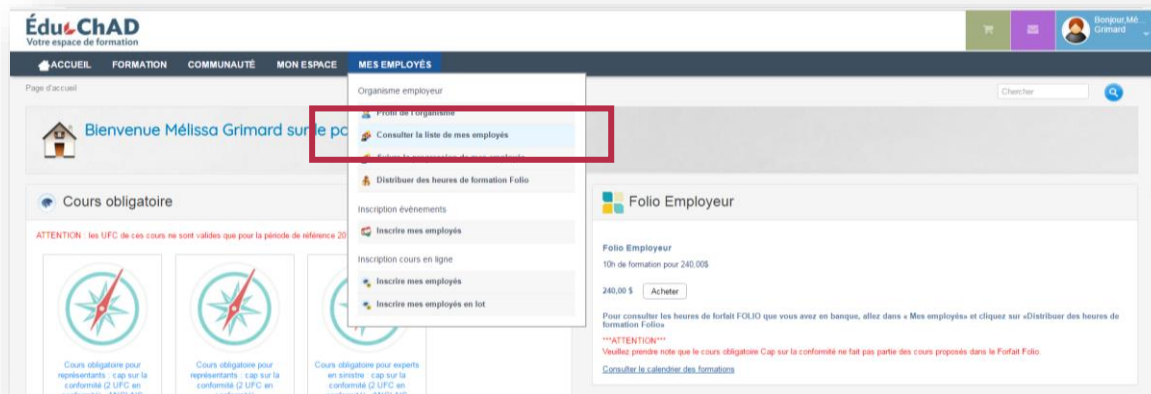 ÉduChAD
Votre espace de formation
Bonjour,Mé...
Grimard
ACCUEIL FORMATION COMMUNAUTÉ MON ESPACE MES EMPLOYÉS
Page d'accueil
Chercher
Organisme employeur
Profil de l'organisme
Consulter la liste de mes employés
Suivre la progression de mes employés
Distribuer des heures de formation Folio
Inscription évènements
Inscrire mes employés
Inscription cours en ligne
Inscrire mes employés
Inscrire mes employés en lot
Bienvenue Mélissa Grimard sur le po
Cours obligatoire
ATTENTION : les UFC de ces cours ne sont valides que pour la période de référence 20
Cours obligatoire pour
représentants : cap sur la
conformité (2 UFC en
Cours obligatoire pour
représentants : cap sur la
conformité (2 UFC en
Cours obligatoire pour experts
en sinistre : cap sur la
conformité (2 UFC en
Folio Employeur
Folio Employeur
10h de formation pour 240.00$
240,00 $ Acheter
Pour consulter les heures de forfait FOLIO que vous avez en banque, allez dans « Mes employés» et cliquez sur «Distribuer des heures de
formation Folio»
***ATTENTION***
Veuillez prendre note que le cours obligatoire Cap sur la conformité ne fait pas partie des cours proposés dans le Forfait Folio.
Consulter le calendrier des formations